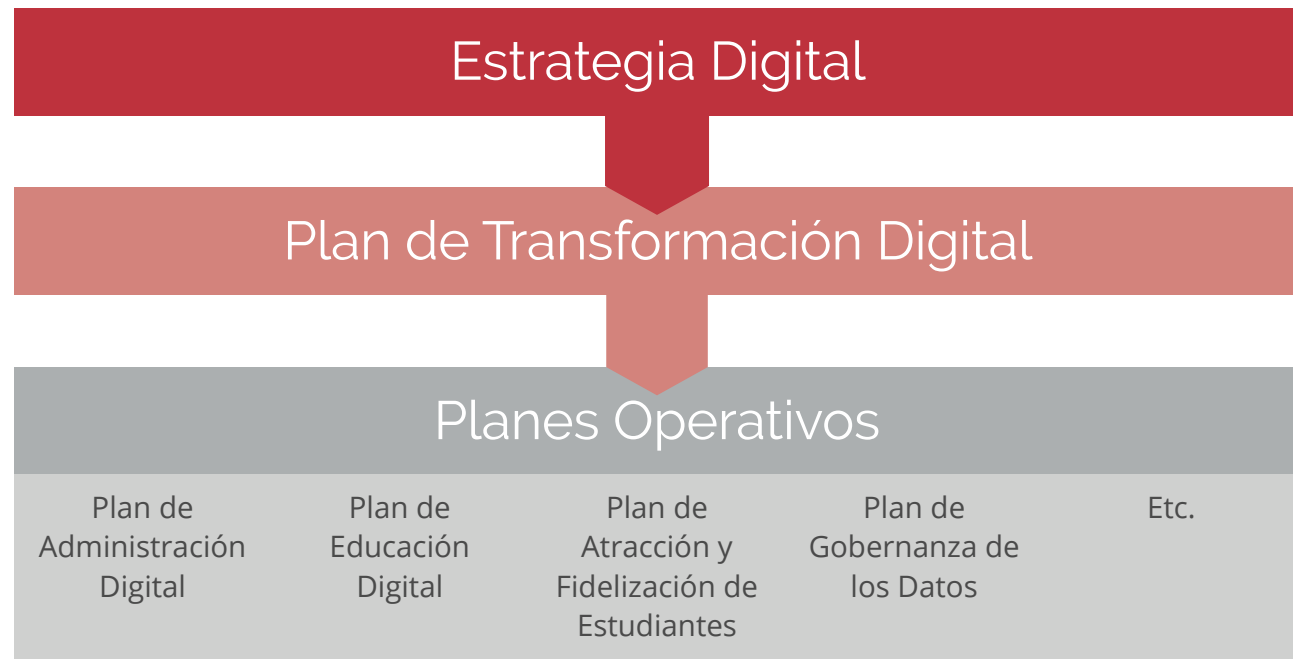 Estrategia Digital
Plan de Transformación Digital
Planes Operativos
Plan de
Administración
Digital
Plan de
Educación
Digital
Plan de
Atracción y
Fidelización de
Estudiantes
Plan de
Gobernanza de
los Datos
Etc.